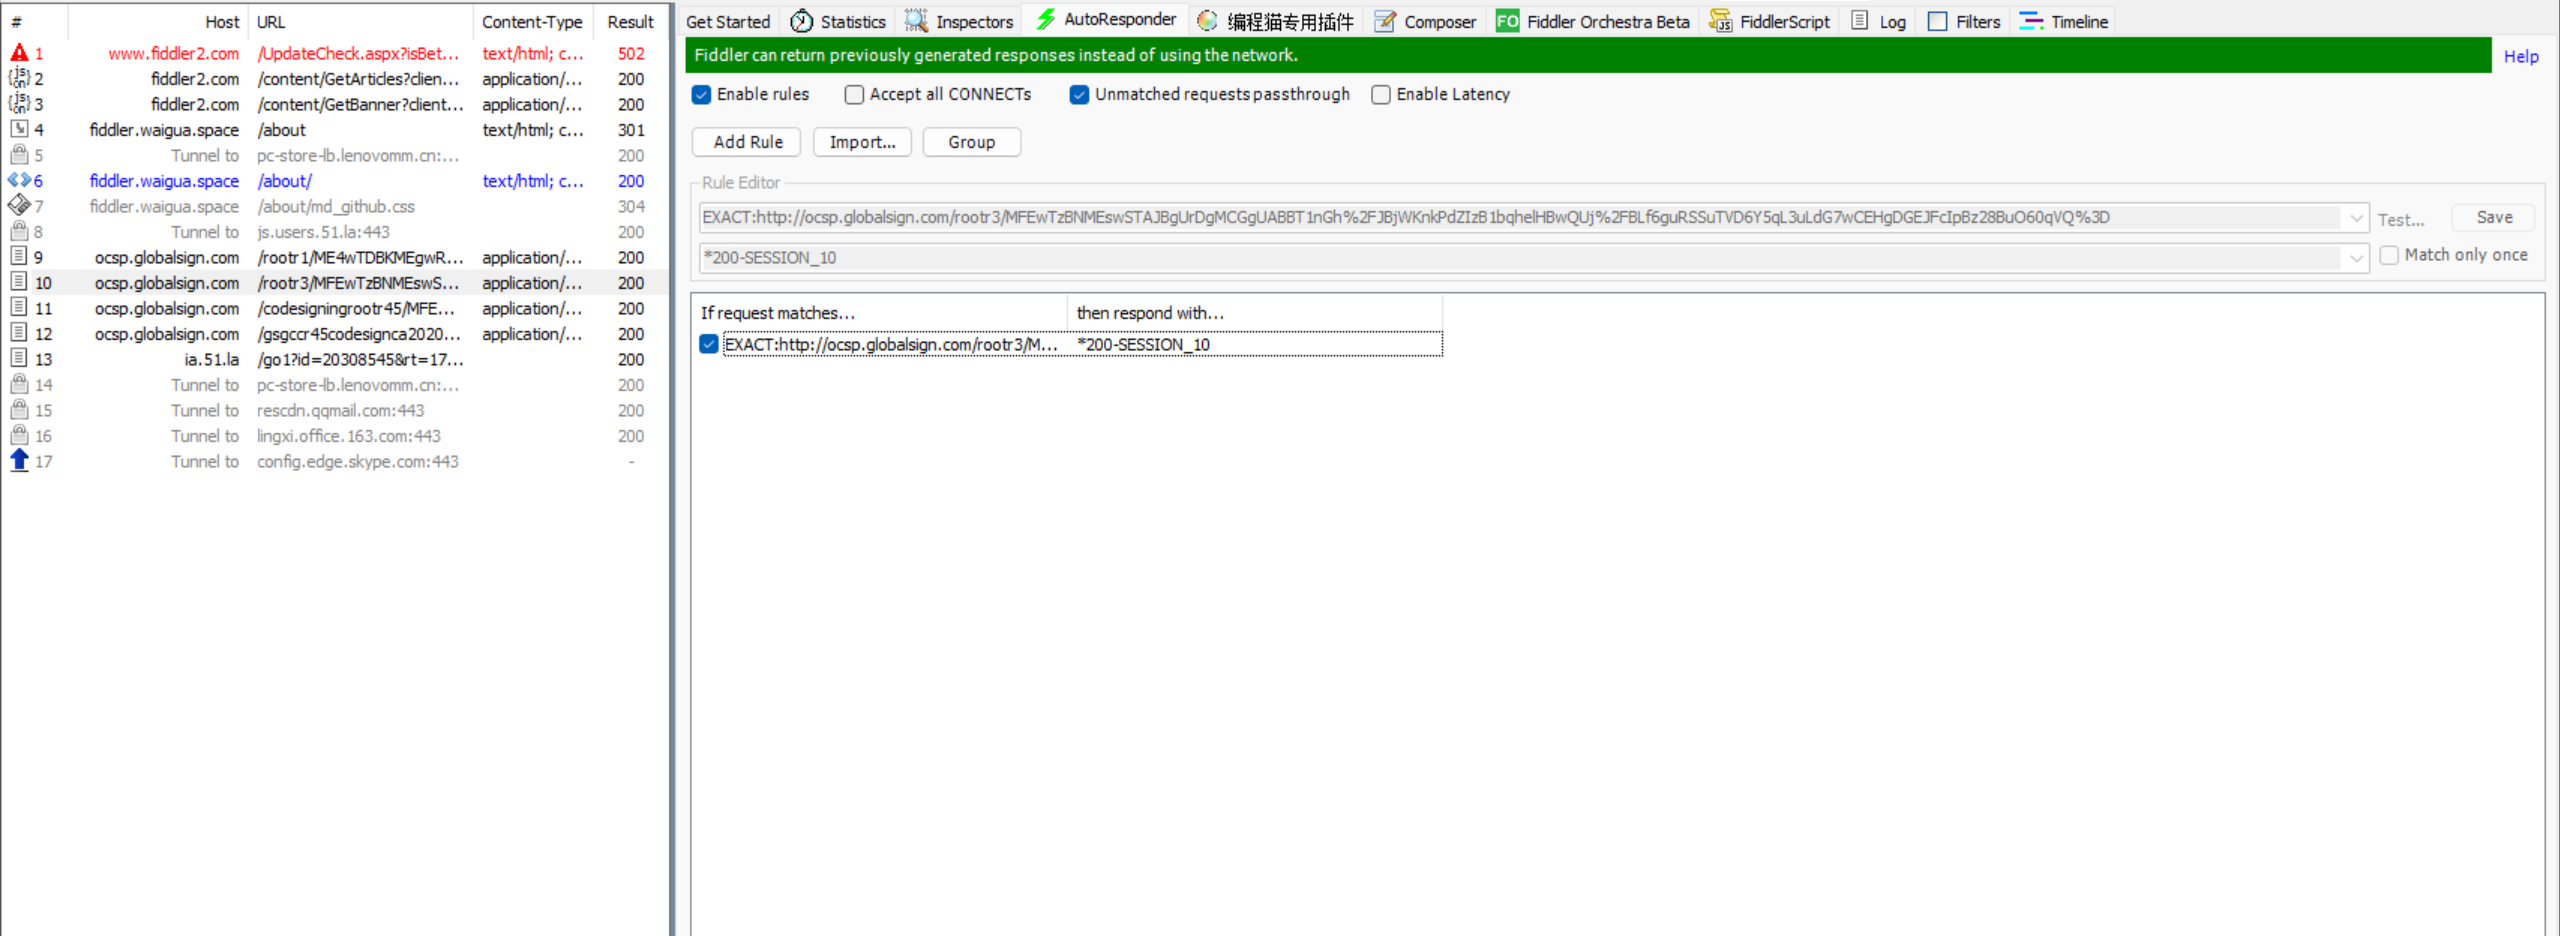 # Host URL Content-Type Result
1 www.fiddler2.com /UpdateCheck.aspx?isBet... text/html; c... 502
2 fiddler2.com /content/GetArticles?clien... application/... 200
3 fiddler2.com /content/GetBanner?client... application/... 200
4 fiddler.waigua.space /about text/html; c... 301
5 Tunnel to pc-store-lb.lenovomm.cn:... 200
6 fiddler.waigua.space /about/ text/html; c... 200
7 fiddler.waigua.space /about/md_github.css 304
8 Tunnel to js.users.51.la:443 200
9 ocsp.globalsign.com /rootr1/ME4wTDBKMEgwR... application/... 200
10 ocsp.globalsign.com /rootr3/MFEwTzBNMEswS... application/... 200
11 ocsp.globalsign.com /codesigningrootr45/MFE... application/... 200
12 ocsp.globalsign.com /gsgccr45codesignca2020... application/... 200
13 ia.51.la /go1?id=20308545&rt=17... 200
14 Tunnel to pc-store-lb.lenovomm.cn:... 200
15 Tunnel to rescdn.qqmail.com:443 200
16 Tunnel to lingxi.office.163.com:443 200
17 Tunnel to config.edge.skype.com:443 -
Get Started Statistics Inspectors AutoResponder 编程猫专用插件 Composer FO Fiddler Orchestra Beta FiddlerScript Log Filters Timeline
Fiddler can return previously generated responses instead of using the network. Help
Enable rules Accept all CONNECTs Unmatched requests passthrough Enable Latency
Add Rule Import... Group
Rule Editor
EXACT:http://ocsp.globalsign.com/rootr3/MFEwTzBNMEswSTAJBgUrDgMCGgUABBT1nGh%2FJBjWKnkPdZIzB1bqhelHBwQUj%2FBLf6guRSSuTVD6Y5qL3uLdG7wCEHgDGEJFcIpBz28BuO60qVQ%3D Test... Save
*200-SESSION_10 Match only once
If request matches... then respond with...
EXACT:http://ocsp.globalsign.com/rootr3/M... *200-SESSION_10